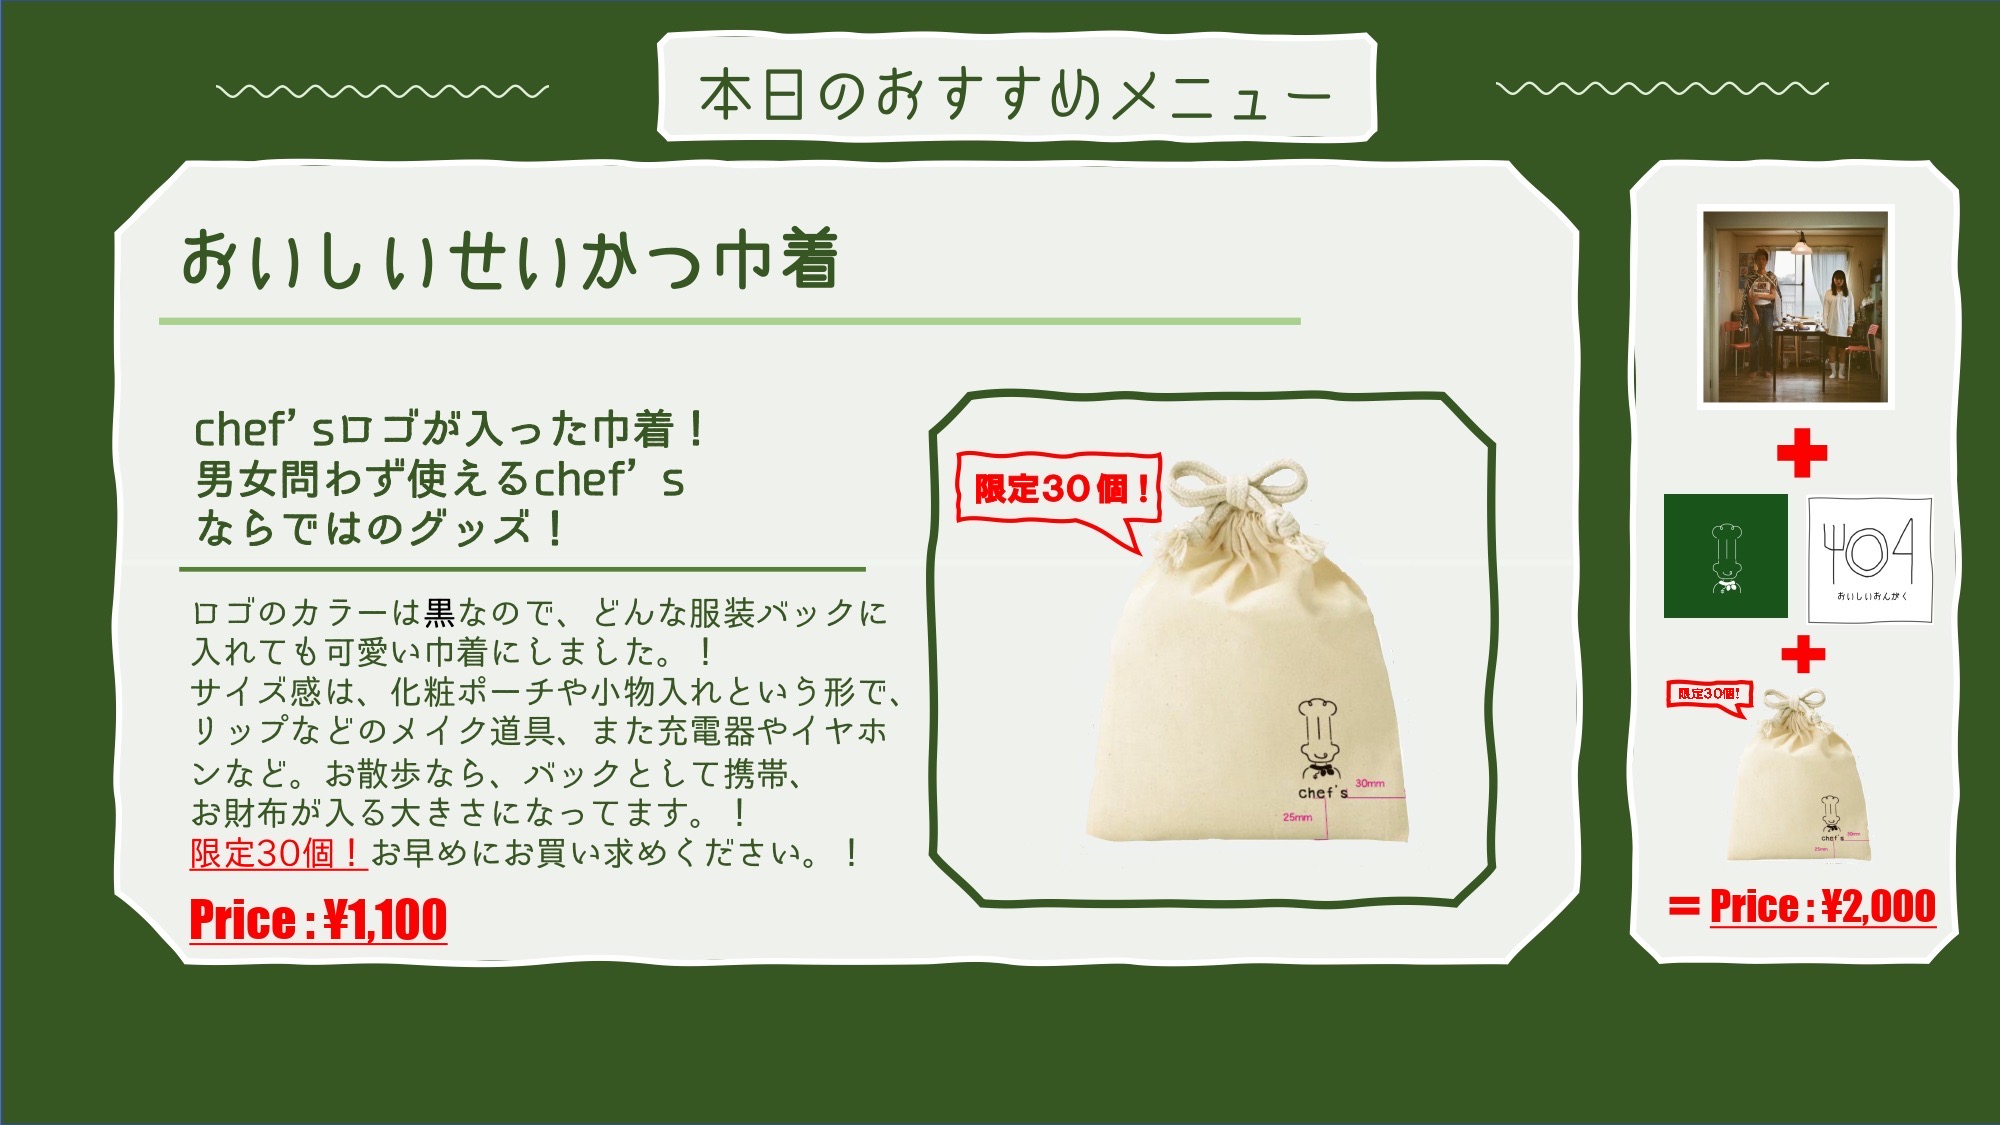 本日のおすすめメニュー
おいしいせいかつ巾着
chef’sロゴが入った巾着！
男女問わず使えるchef’s
ならではのグッズ！
ロゴのカラーは黒なので、どんな服装バックに
入れても可愛い巾着にしました。！
サイズ感は、化粧ポーチや小物入れという形で、
リップなどのメイク道具、また充電器やイヤホ
ンなど。お散歩なら、バックとして携帯、
お財布が入る大きさになってます。！
限定30個！お早めにお買い求めください。！
Price : ¥1,100
限定30個！
chef's
30mm
25mm
404
おいしいおんがく
限定30個!
chef's
30mm
25mm
= Price : ¥2,000